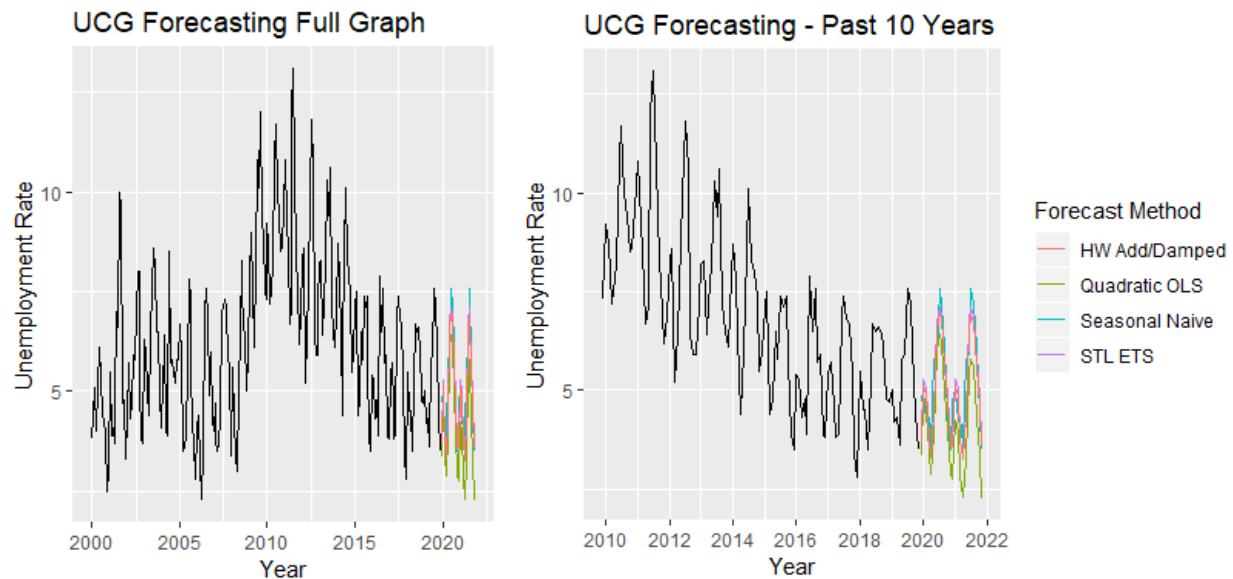 UCG Forecasting Full Graph
Unemployment Rate
10
5
2000 2005 2010 2015 2020
Year
UCG Forecasting - Past 10 Years
Unemployment Rate
10
5
2010 2012 2014 2016 2018 2020 2022
Year
Forecast Method
HW Add/Damped
Quadratic OLS
Seasonal Naive
STL ETS